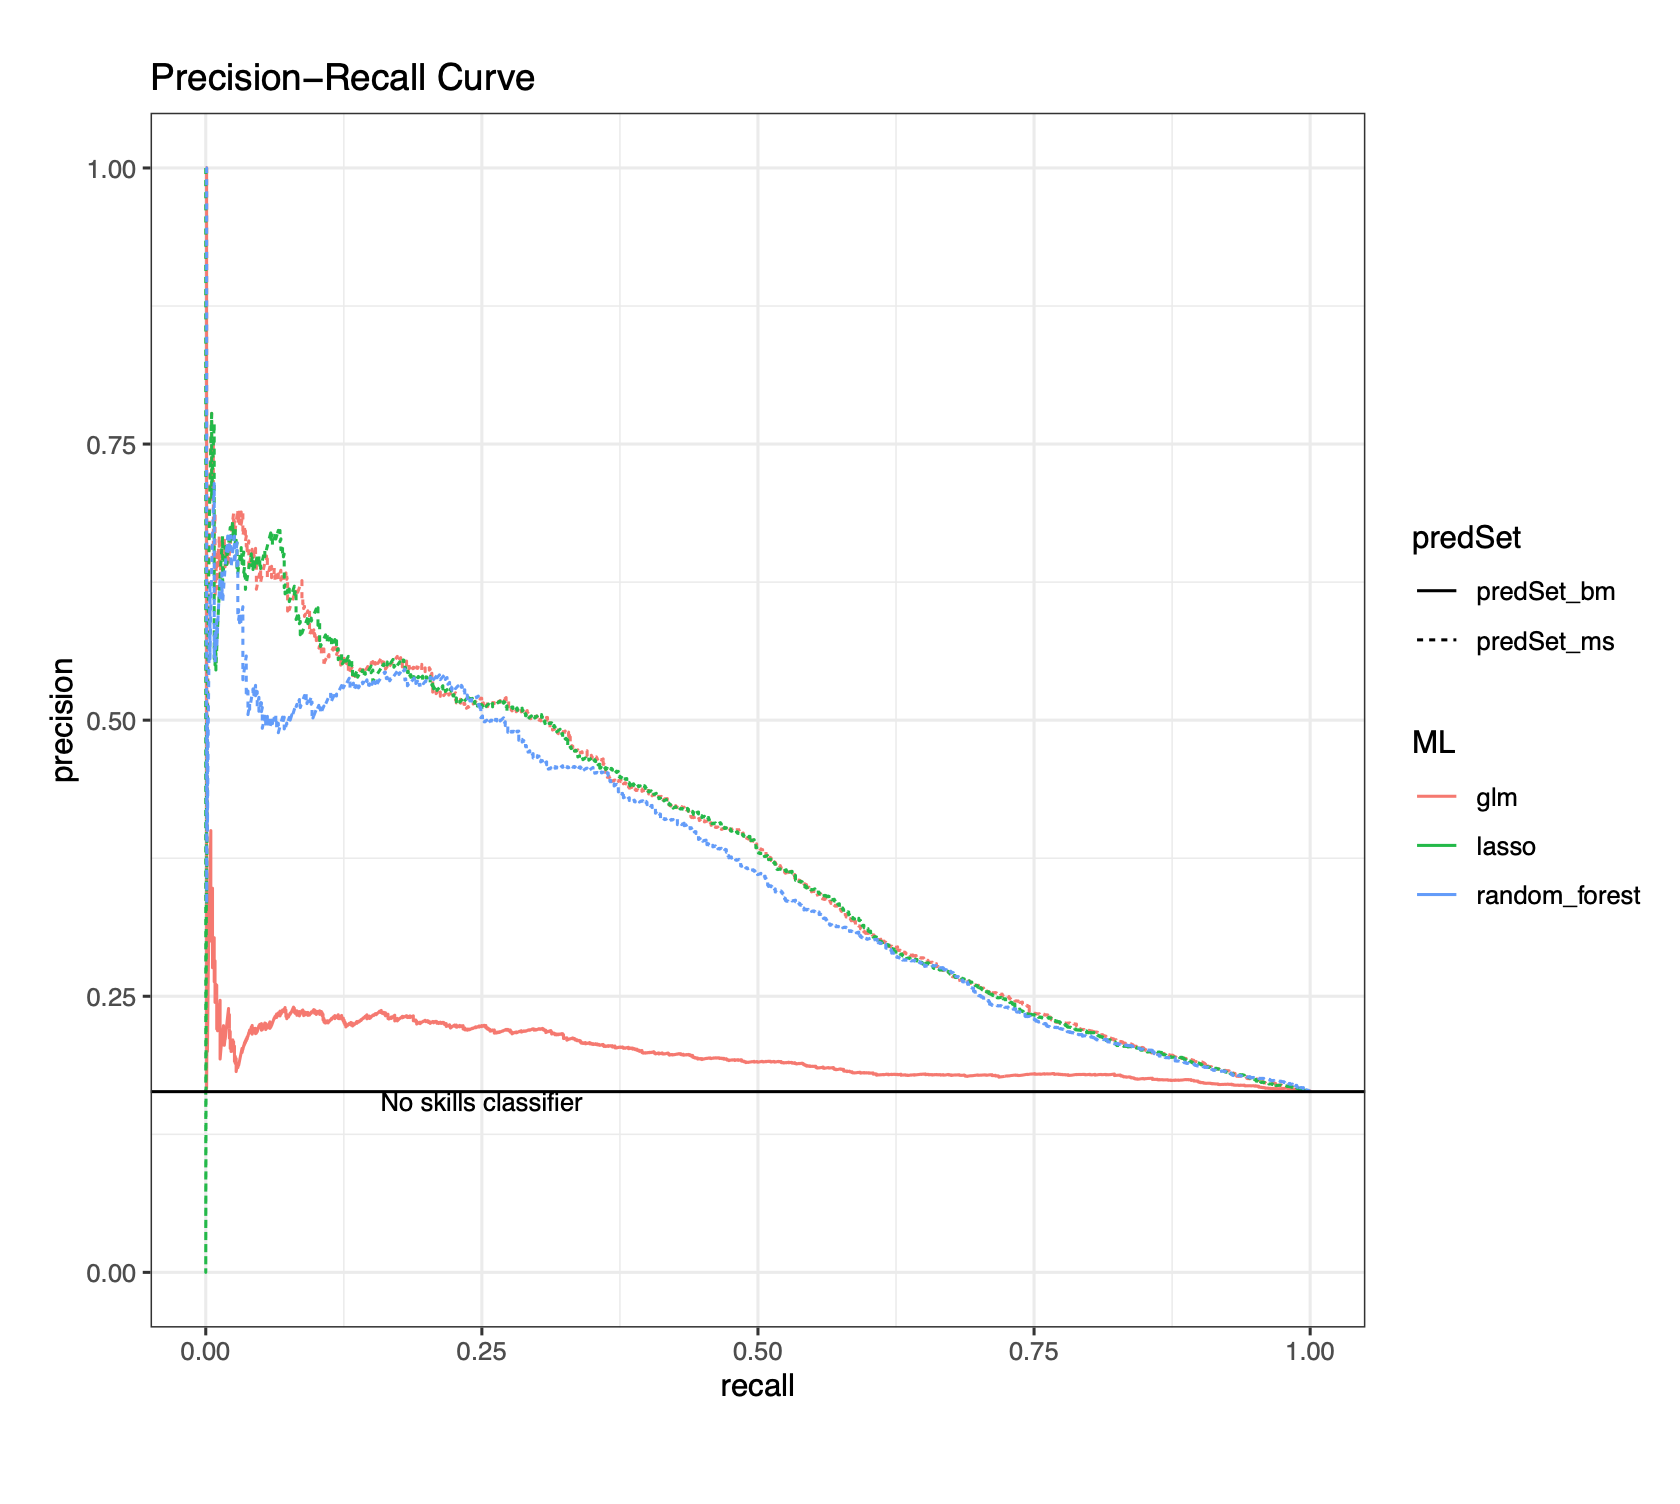 Precision−Recall Curve
1.00
0.75
0.50
0.25
0.00
precision
No skills classifier
0.00
0.25
0.50
0.75
1.00
recall
predSet
predSet_bm
predSet_ms
ML
glm
lasso
random_forest